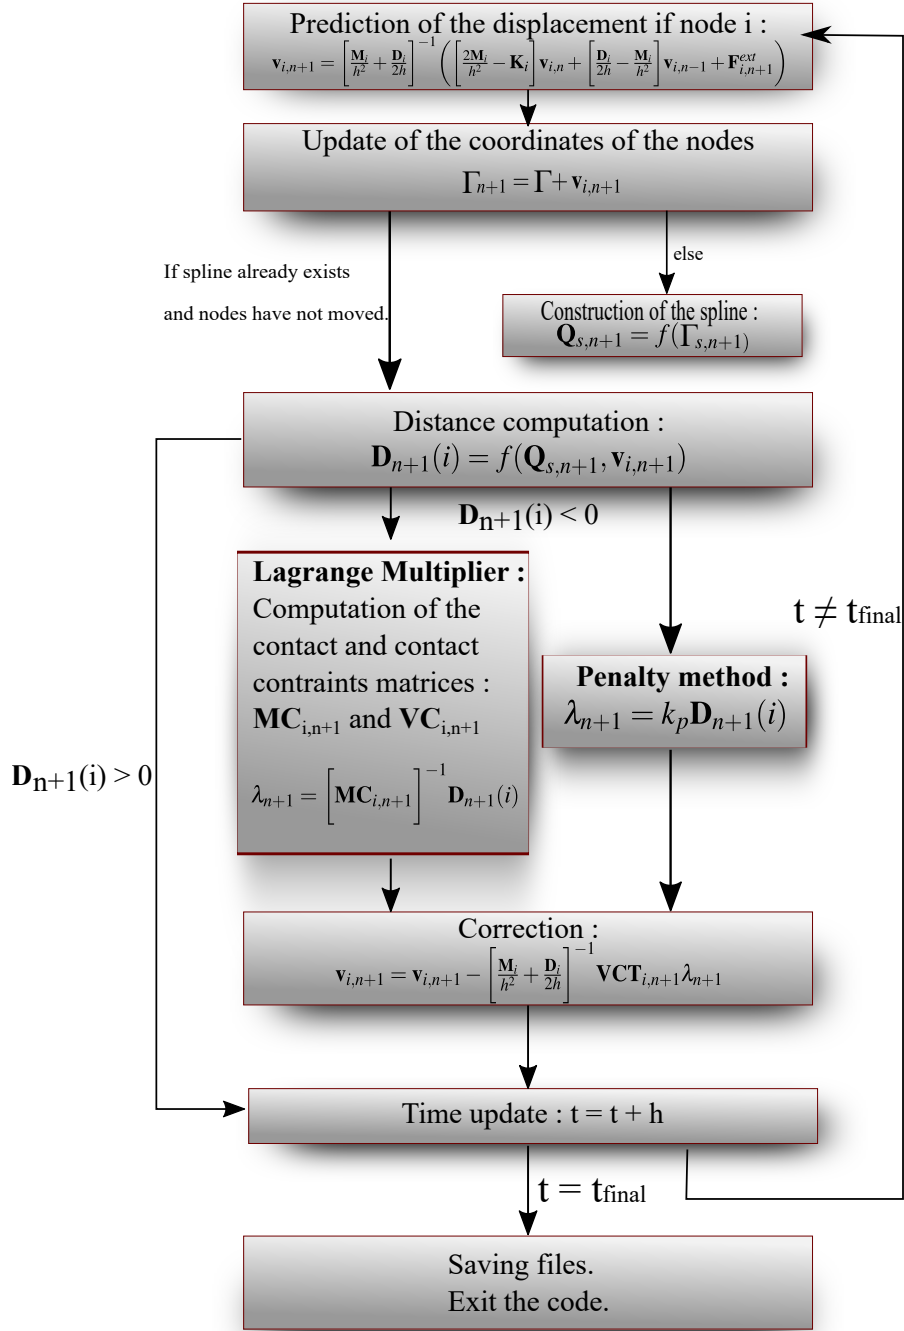 Prediction of the displacement if node i :
v_{i,n+1} = [M_i/h² + D_i/2h]^{-1} ([2M_i/h² − K_i] v_{i,n} + [D_i/2h − M_i/h²] v_{i,n−1} + F^{ext}_{i,n+1})
Update of the coordinates of the nodes
Γ_{n+1} = Γ + v_{i,n+1}
If spline already exists
and nodes have not moved.
else
Construction of the spline :
Q_{s,n+1} = f(Γ_{s,n+1})
Distance computation :
D_{n+1}(i) = f(Q_{s,n+1}, v_{i,n+1})
D_{n+1}(i) < 0
Lagrange Multiplier :
Computation of the
contact and contact
contraints matrices :
MC_{i,n+1} and VC_{i,n+1}
λ_{n+1} = [MC_{i,n+1}]^{-1} D_{n+1}(i)
Penalty method :
λ_{n+1} = k_p D_{n+1}(i)
t ≠ t_{final}
D_{n+1}(i) > 0
Correction :
v_{i,n+1} = v_{i,n+1} − [M_i/h² + D_i/2h]^{-1} VCT_{i,n+1} λ_{n+1}
Time update : t = t + h
t = t_{final}
Saving files.
Exit the code.